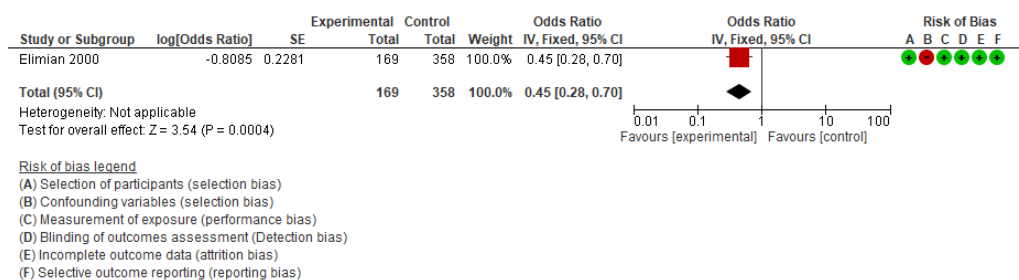 Experimental Control Odds Ratio Odds Ratio Risk of Bias
Study or Subgroup log[Odds Ratio] SE Total Total Weight IV, Fixed, 95% CI IV, Fixed, 95% CI A B C D E F
Elimian 2000 -0.8085 0.2281 169 358 100.0% 0.45 [0.28, 0.70] + - + + + +
Total (95% CI) 169 358 100.0% 0.45 [0.28, 0.70]
Heterogeneity: Not applicable
Test for overall effect: Z = 3.54 (P = 0.0004)
0.01 0.1 1 10 100
Favours [experimental] Favours [control]
Risk of bias legend
(A) Selection of participants (selection bias)
(B) Confounding variables (selection bias)
(C) Measurement of exposure (performance bias)
(D) Blinding of outcomes assessment (Detection bias)
(E) Incomplete outcome data (attrition bias)
(F) Selective outcome reporting (reporting bias)